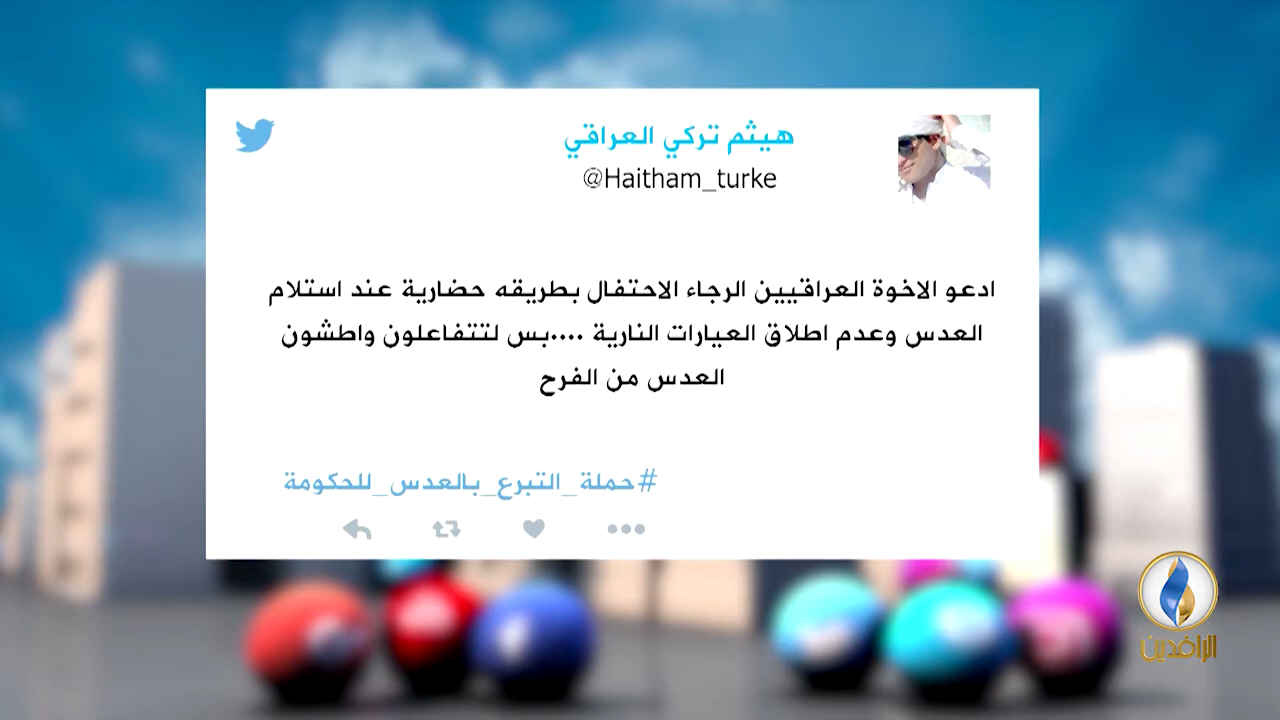 هيثم تركي العراقي
@Haitham_turke
ادعو الاخوة العراقيين الرجاء الاحتفال بطريقه حضارية عند استلام
العدس وعدم اطلاق العيارات النارية ....بس لتتفاعلون واطشون
العدس من الفرح
#حملة_التبرع_بالعدس_للحكومة
الرافدين